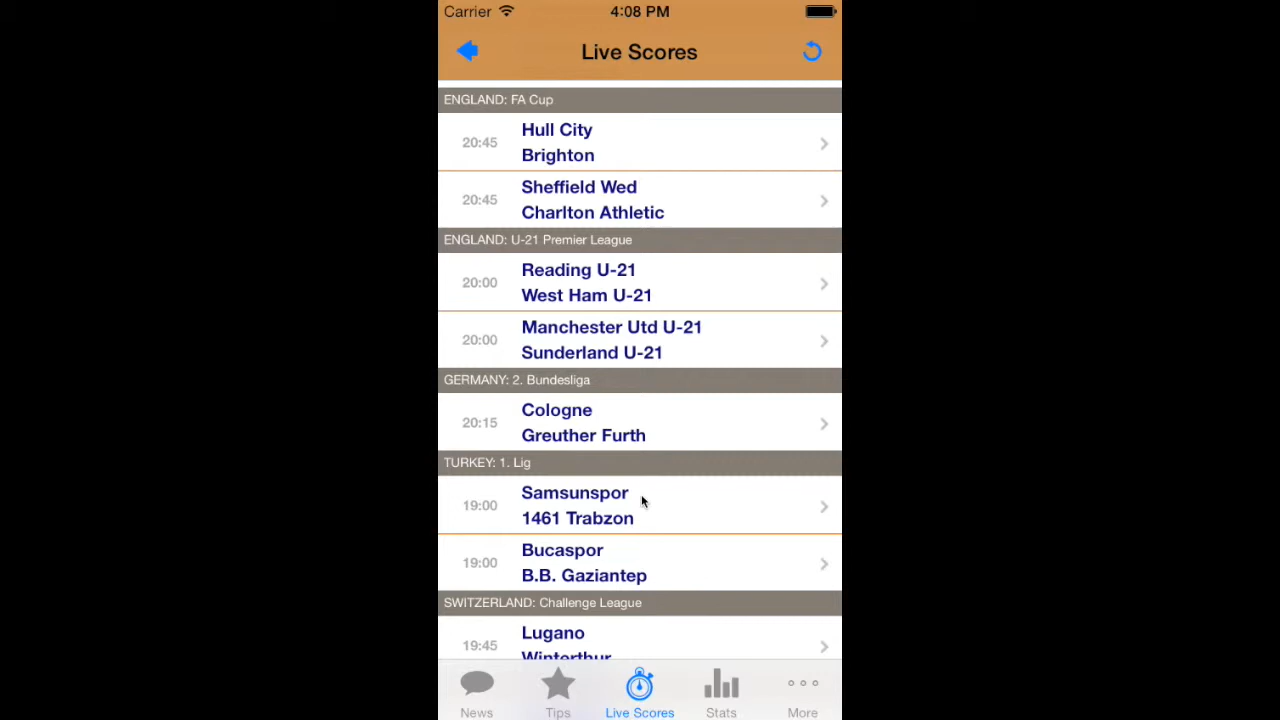 Carrier 4:08 PM
Live Scores
ENGLAND: FA Cup
20:45 Hull City
Brighton
20:45 Sheffield Wed
Charlton Athletic
ENGLAND: U-21 Premier League
20:00 Reading U-21
West Ham U-21
20:00 Manchester Utd U-21
Sunderland U-21
GERMANY: 2. Bundesliga
20:15 Cologne
Greuther Furth
TURKEY: 1. Lig
19:00 Samsunspor
1461 Trabzon
19:00 Bucaspor
B.B. Gaziantep
SWITZERLAND: Challenge League
19:45 Lugano
Winterthur
News Tips Live Scores Stats More